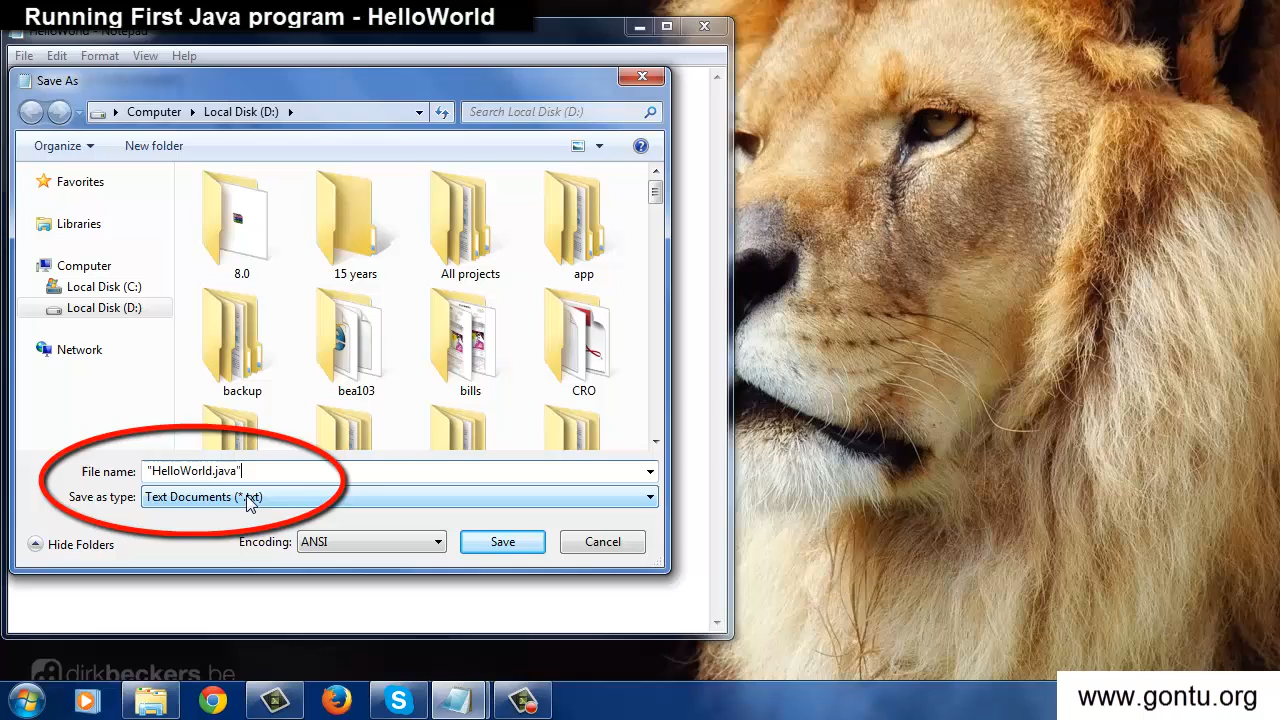 Running First Java program - HelloWorld
HelloWorld - Notepad
File Edit Format View Help
Save As
Computer Local Disk (D:)
Search Local Disk (D:)
Organize New folder
Favorites
Libraries
Computer
Local Disk (C:)
Local Disk (D:)
Network
8.0 15 years All projects app
backup bea103 bills CRO
File name: "HelloWorld.java"
Save as type: Text Documents (*.txt)
Hide Folders Encoding: ANSI Save Cancel
dirkbeckers.be
www.gontu.org